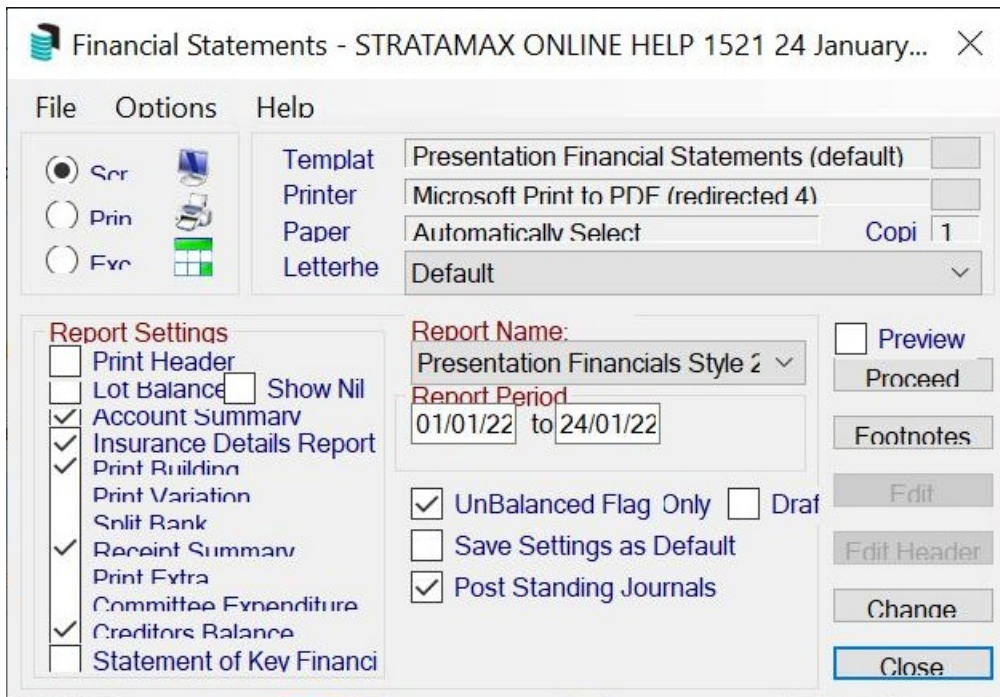 Financial Statements - STRATAMAX ONLINE HELP 1521 24 January...
File Options Help
Scr
Prin
Exc
Templat Presentation Financial Statements (default)
Printer Microsoft Print to PDF (redirected 4)
Paper Automatically Select Copi 1
Letterhe Default
Report Settings
Print Header
Lot Balance Show Nil
Account Summary
Insurance Details Report
Print Building
Print Variation
Split Bank
Receipt Summary
Print Extra
Committee Expenditure
Creditors Balance
Statement of Key Financi
Report Name:
Presentation Financials Style 2
Report Period
01/01/22 to 24/01/22
UnBalanced Flag Only Draf
Save Settings as Default
Post Standing Journals
Preview
Proceed
Footnotes
Edit
Edit Header
Change
Close